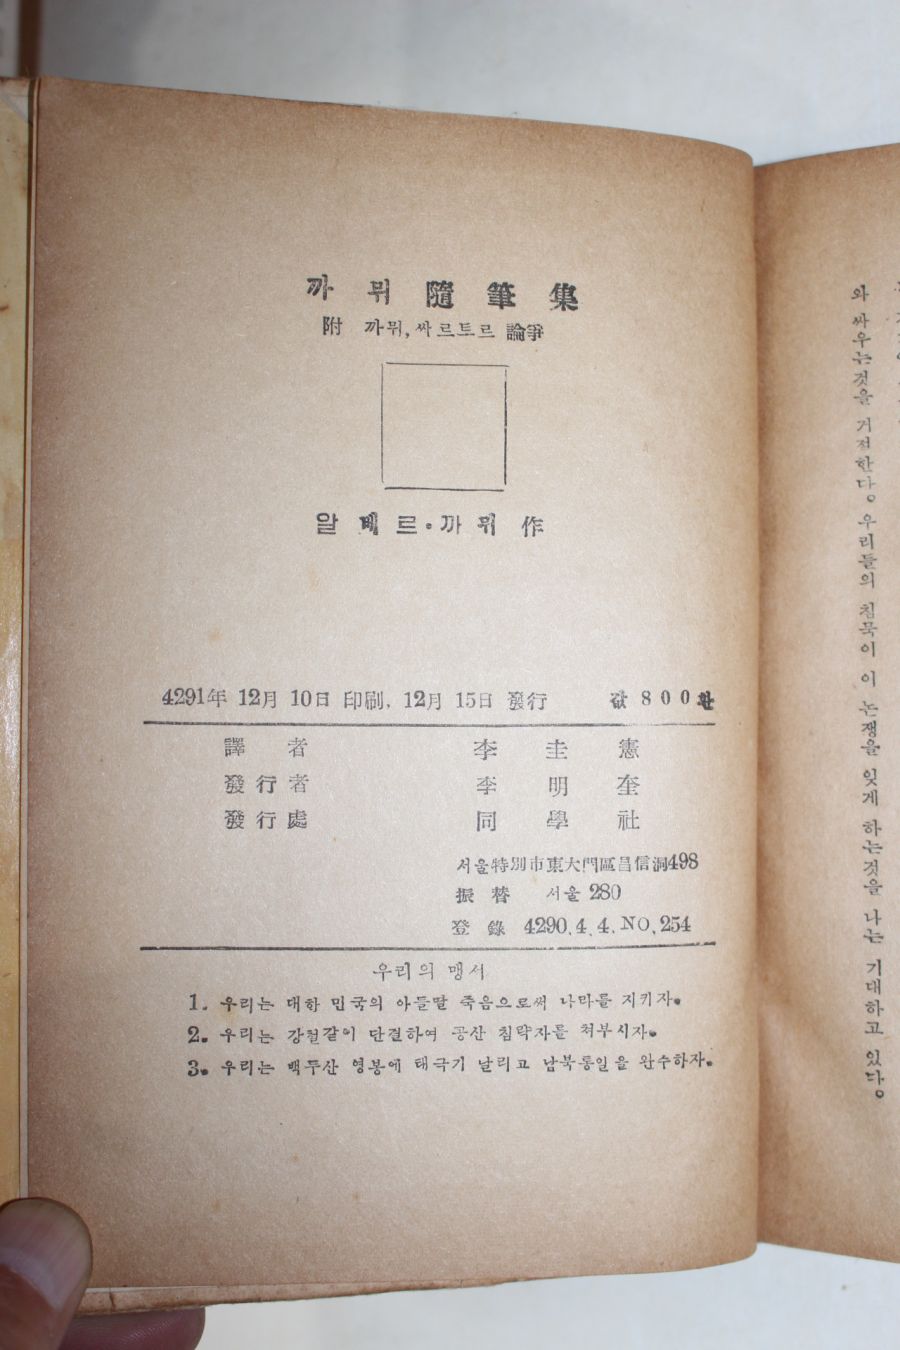 까뮈 隨筆集
附 까뮈, 싸르트르 論爭
알베르·까뮈 作
4291年 12月 10日 印刷, 12月 15日 發行 값 800환
譯者 李圭憲
發行者 李明奎
發行處 同學社
서울特別市東大門區昌信洞498
振替 서울 280
登錄 4290.4.4.NO.254
우리의 맹서
1. 우리는 대한 민국의 아들딸 죽음으로써 나라를 지키자.
2. 우리는 강철같이 단결하여 공산 침략자를 처부시자.
3. 우리는 백두산 영봉에 태극기 날리고 남북통일을 완수하자.
와 싸우는것을 거절한다. 우리들의 침묵이 이 논쟁을 잊게 하는것을 나는 기대하고 있다.